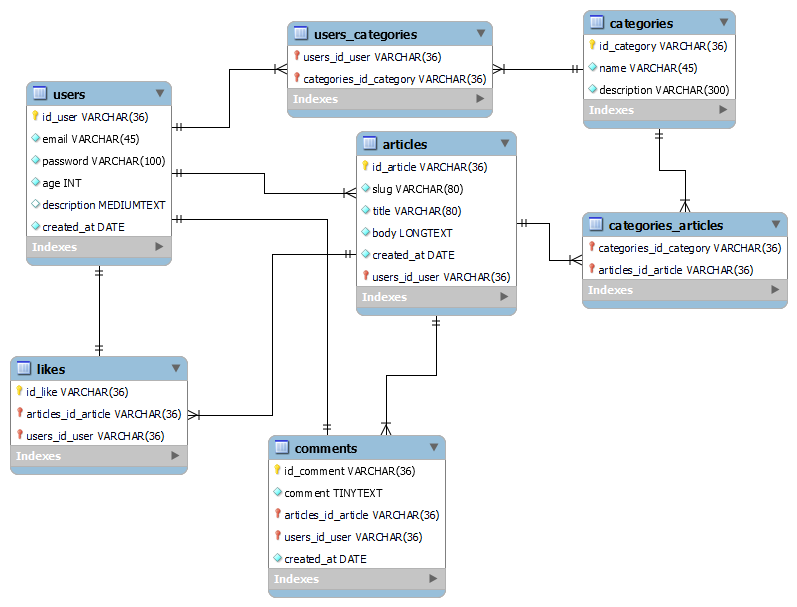 users_categories
users_id_user VARCHAR(36)
categories_id_category VARCHAR(36)
Indexes
categories
id_category VARCHAR(36)
name VARCHAR(45)
description VARCHAR(300)
Indexes
users
id_user VARCHAR(36)
email VARCHAR(45)
password VARCHAR(100)
age INT
description MEDIUMTEXT
created_at DATE
Indexes
articles
id_article VARCHAR(36)
slug VARCHAR(80)
title VARCHAR(80)
body LONGTEXT
created_at DATE
users_id_user VARCHAR(36)
Indexes
categories_articles
categories_id_category VARCHAR(36)
articles_id_article VARCHAR(36)
Indexes
likes
id_like VARCHAR(36)
articles_id_article VARCHAR(36)
users_id_user VARCHAR(36)
Indexes
comments
id_comment VARCHAR(36)
comment TINYTEXT
articles_id_article VARCHAR(36)
users_id_user VARCHAR(36)
created_at DATE
Indexes